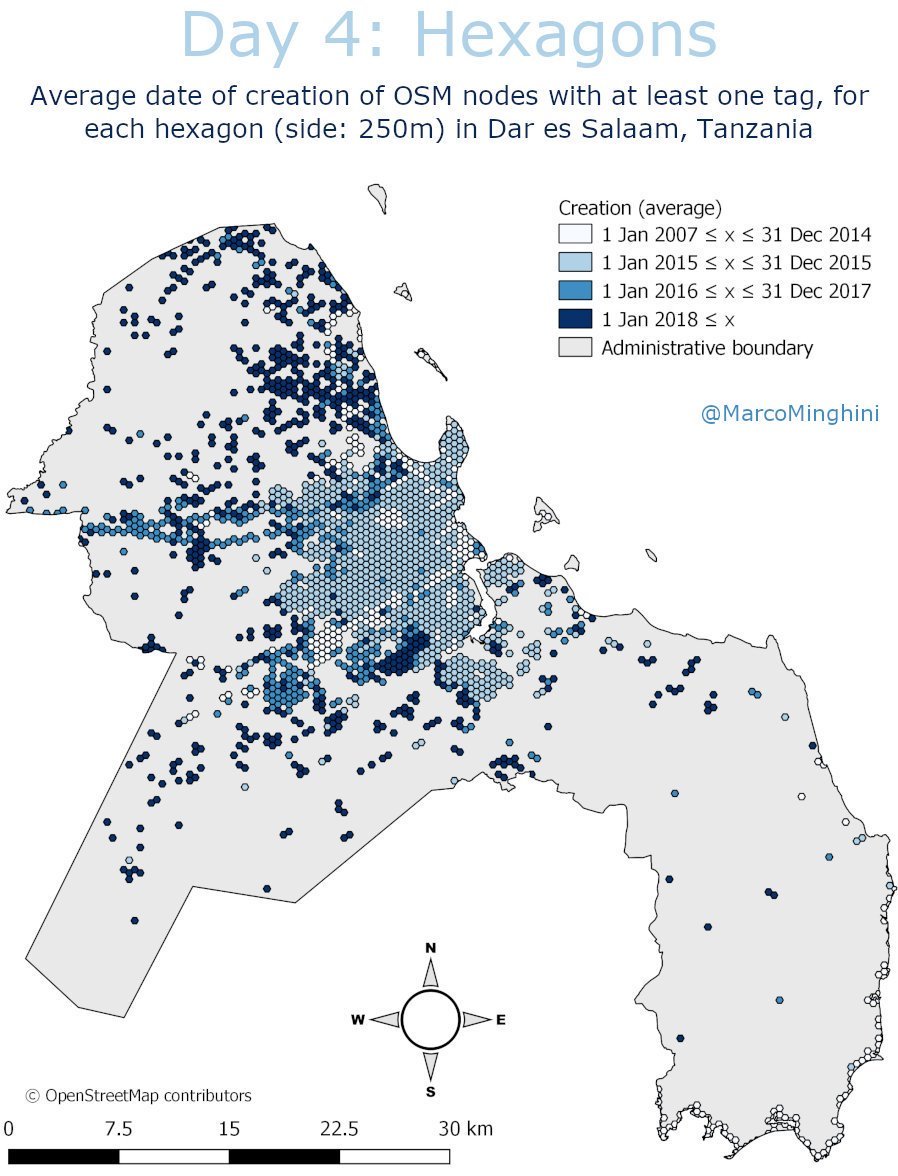 Day 4: Hexagons
Average date of creation of OSM nodes with at least one tag, for
each hexagon (side: 250m) in Dar es Salaam, Tanzania
Creation (average)
1 Jan 2007 ≤ x ≤ 31 Dec 2014
1 Jan 2015 ≤ x ≤ 31 Dec 2015
1 Jan 2016 ≤ x ≤ 31 Dec 2017
1 Jan 2018 ≤ x
Administrative boundary
@MarcoMinghini
N
W E
S
© OpenStreetMap contributors
0 7.5 15 22.5 30 km